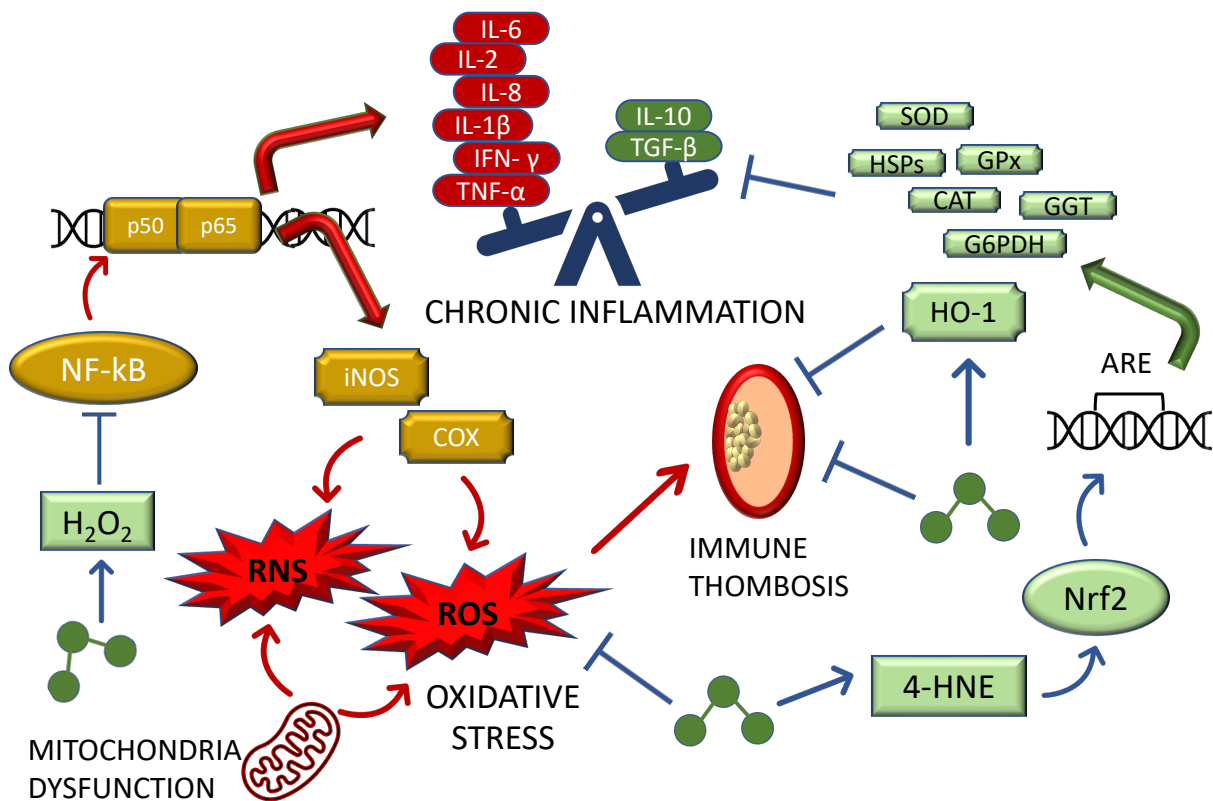 IL-6
IL-2
IL-8
IL-1β
IFN- γ
TNF-α
IL-10
TGF-β
SOD
HSPs
GPx
CAT
GGT
G6PDH
p50
p65
CHRONIC INFLAMMATION
HO-1
NF-kB
iNOS
COX
ARE
H₂O₂
RNS
ROS
IMMUNE
THOMBOSIS
Nrf2
4-HNE
OXIDATIVE
STRESS
MITOCHONDRIA
DYSFUNCTION